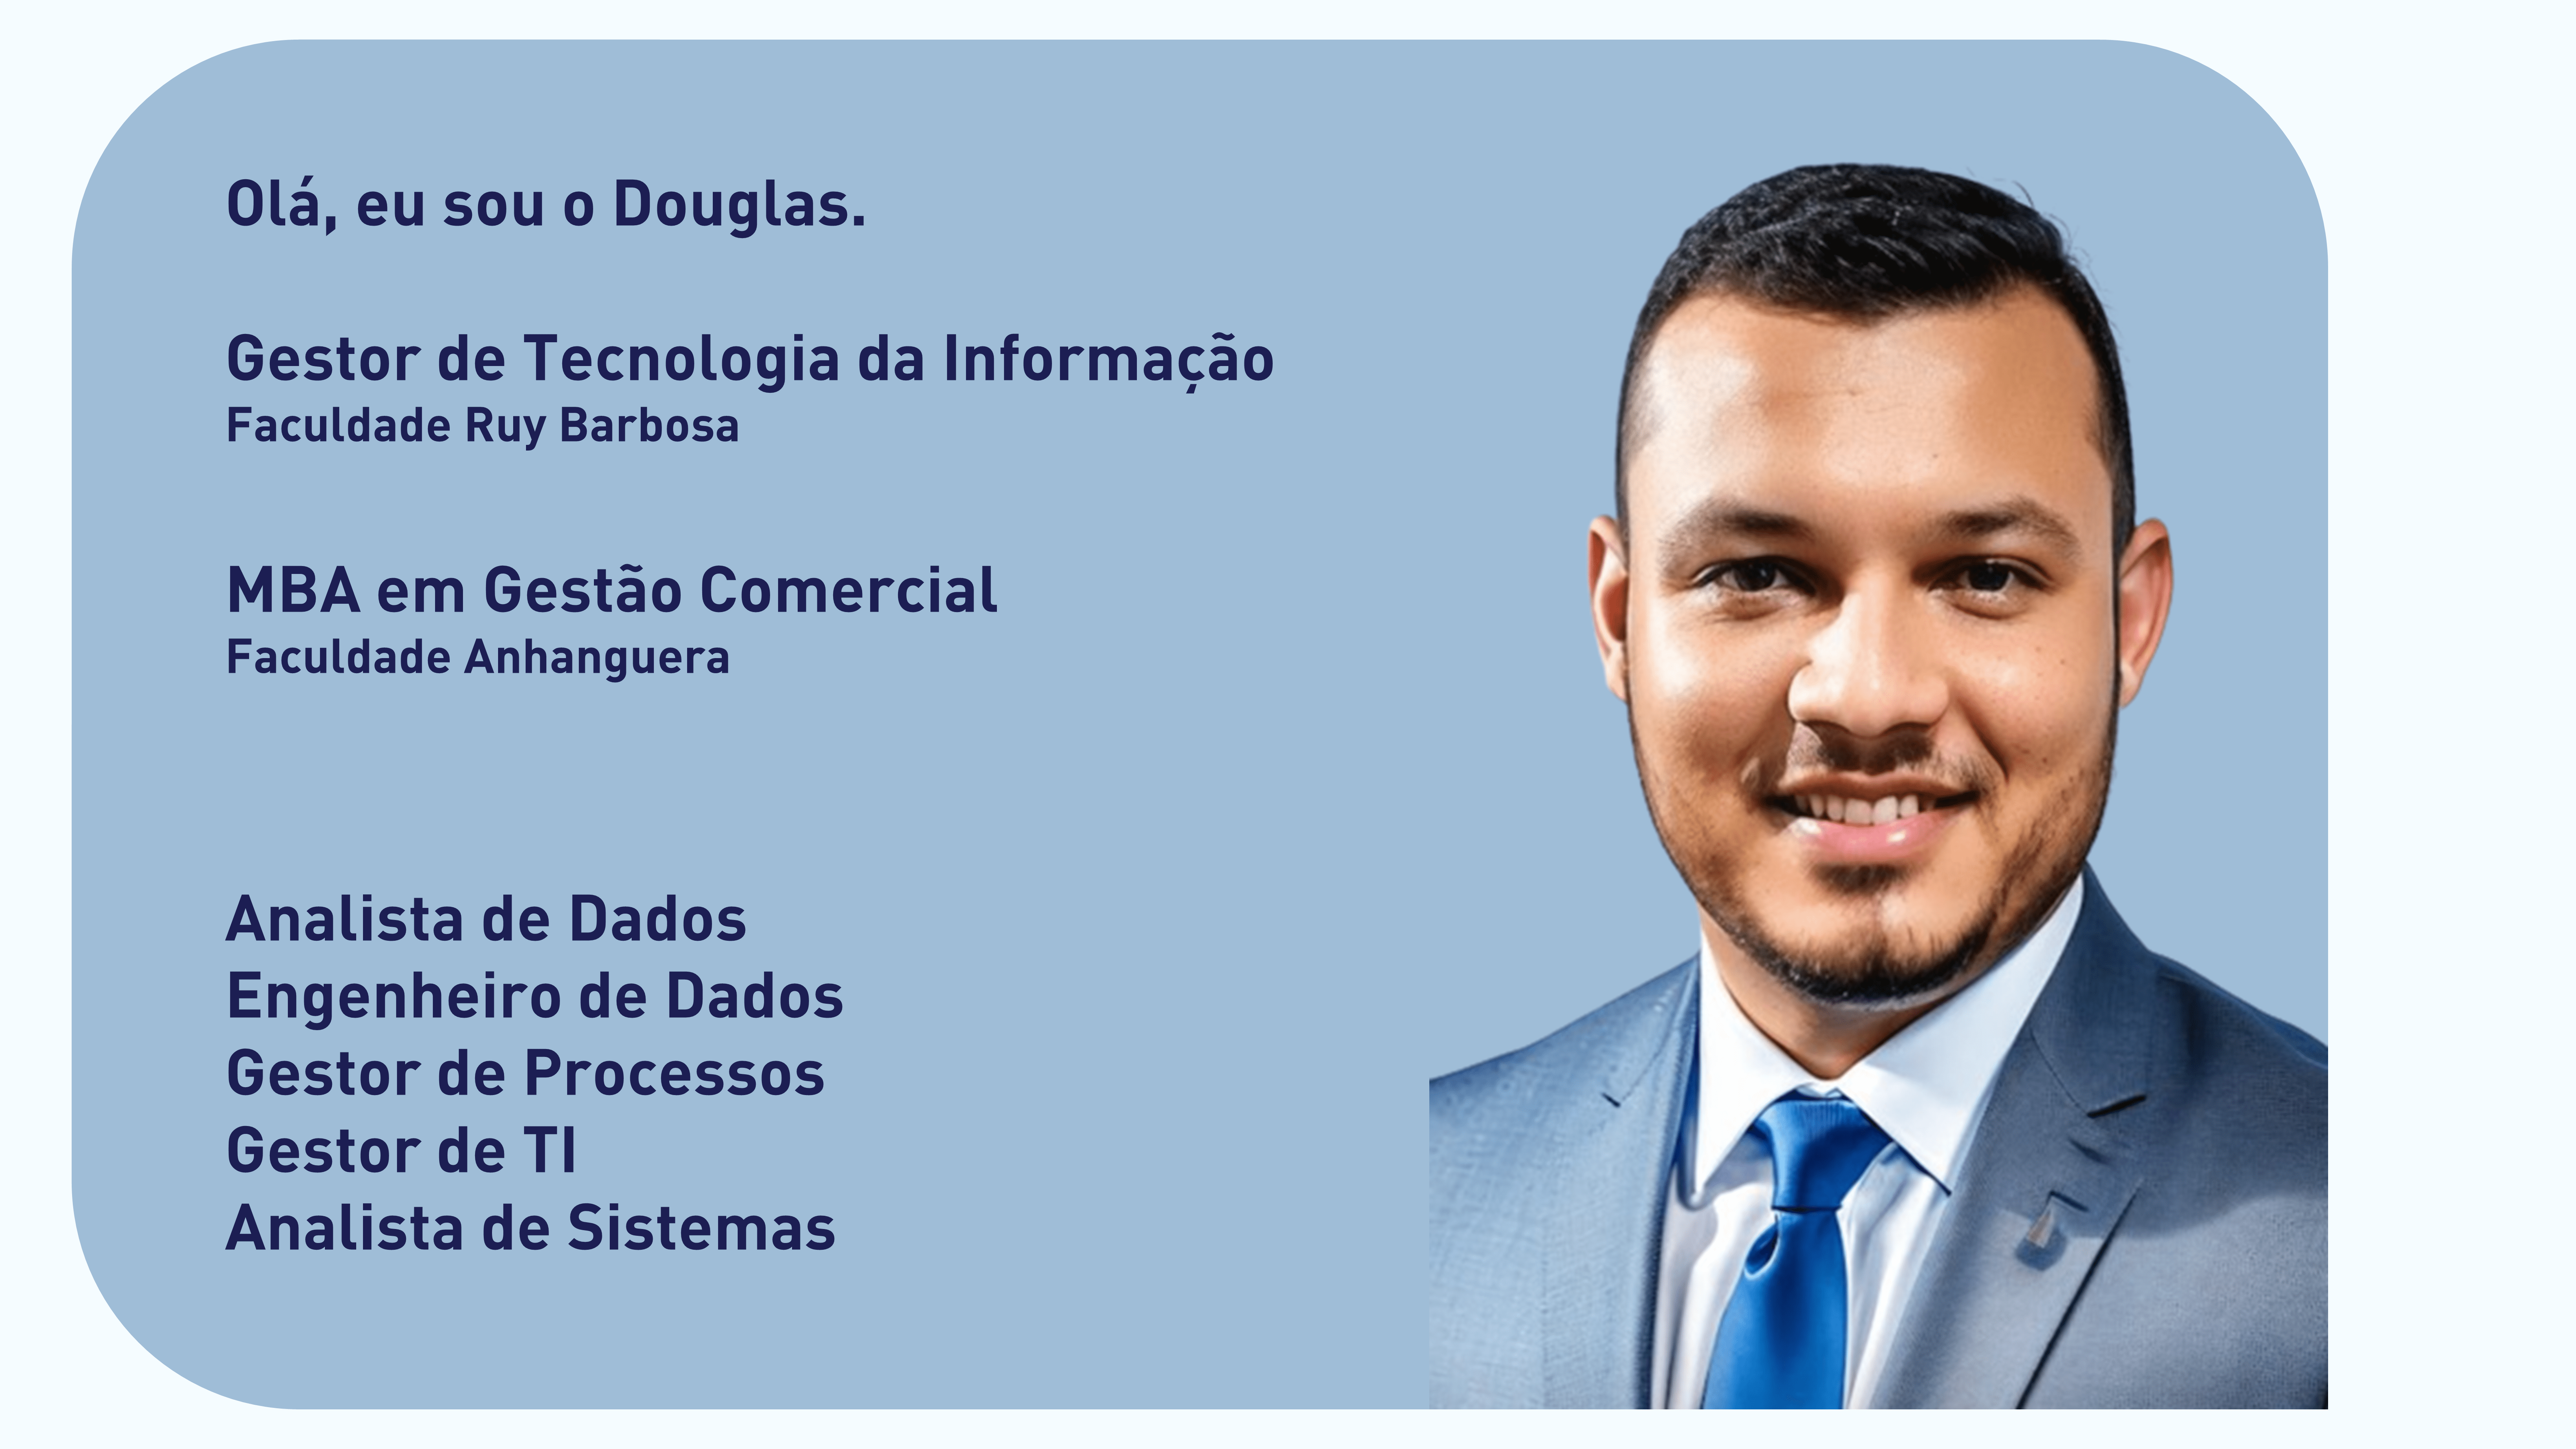 Olá, eu sou o Douglas.
Gestor de Tecnologia da Informação
Faculdade Ruy Barbosa
MBA em Gestão Comercial
Faculdade Anhanguera
Analista de Dados
Engenheiro de Dados
Gestor de Processos
Gestor de TI
Analista de Sistemas